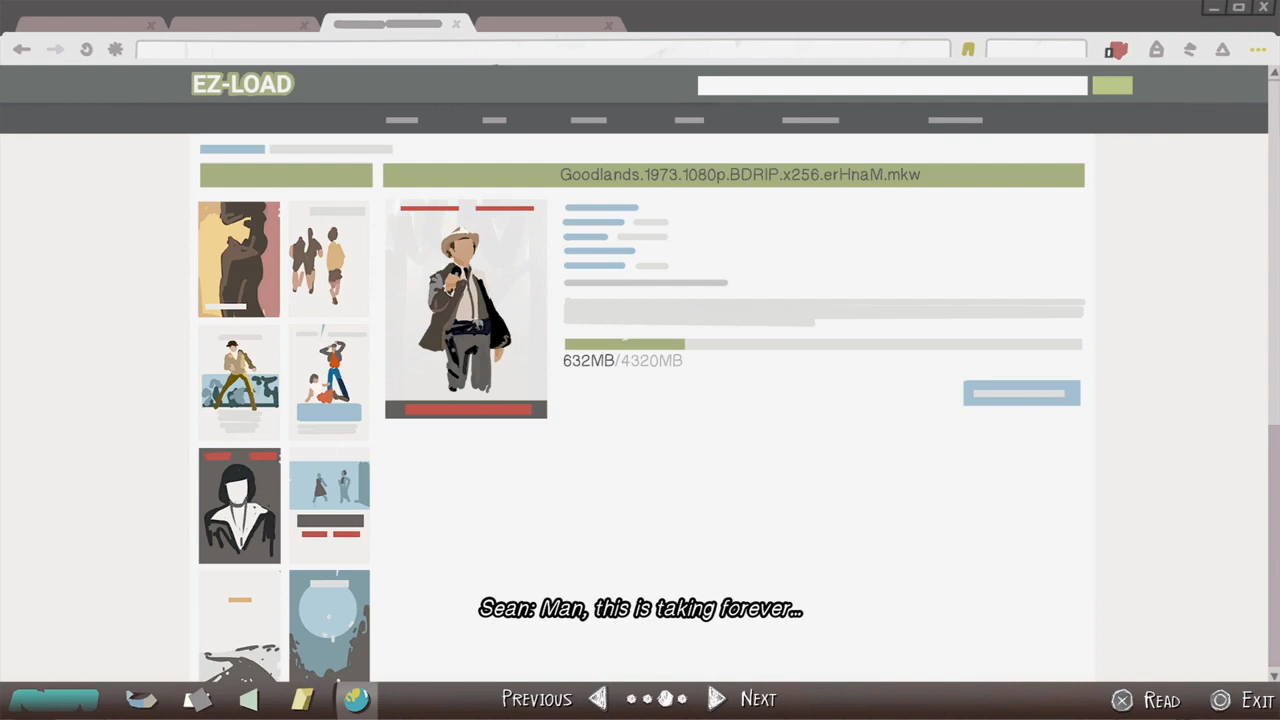 EZ-LOAD
Goodlands.1973.1080p.BDRIP.x256.erHnaM.mkw
632MB/4320MB
Sean: Man, this is taking forever...
PREVIOUS NEXT READ EXIT